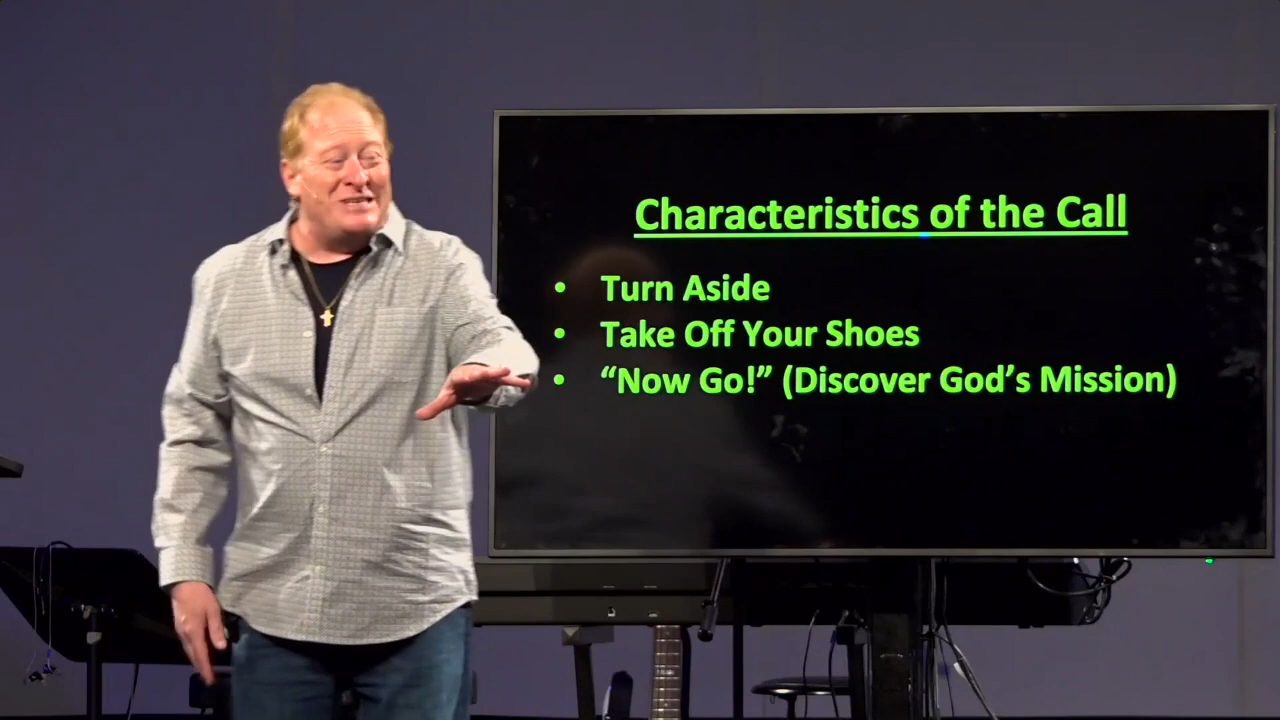 Characteristics of the Call
• Turn Aside
• Take Off Your Shoes
• “Now Go!” (Discover God’s Mission)